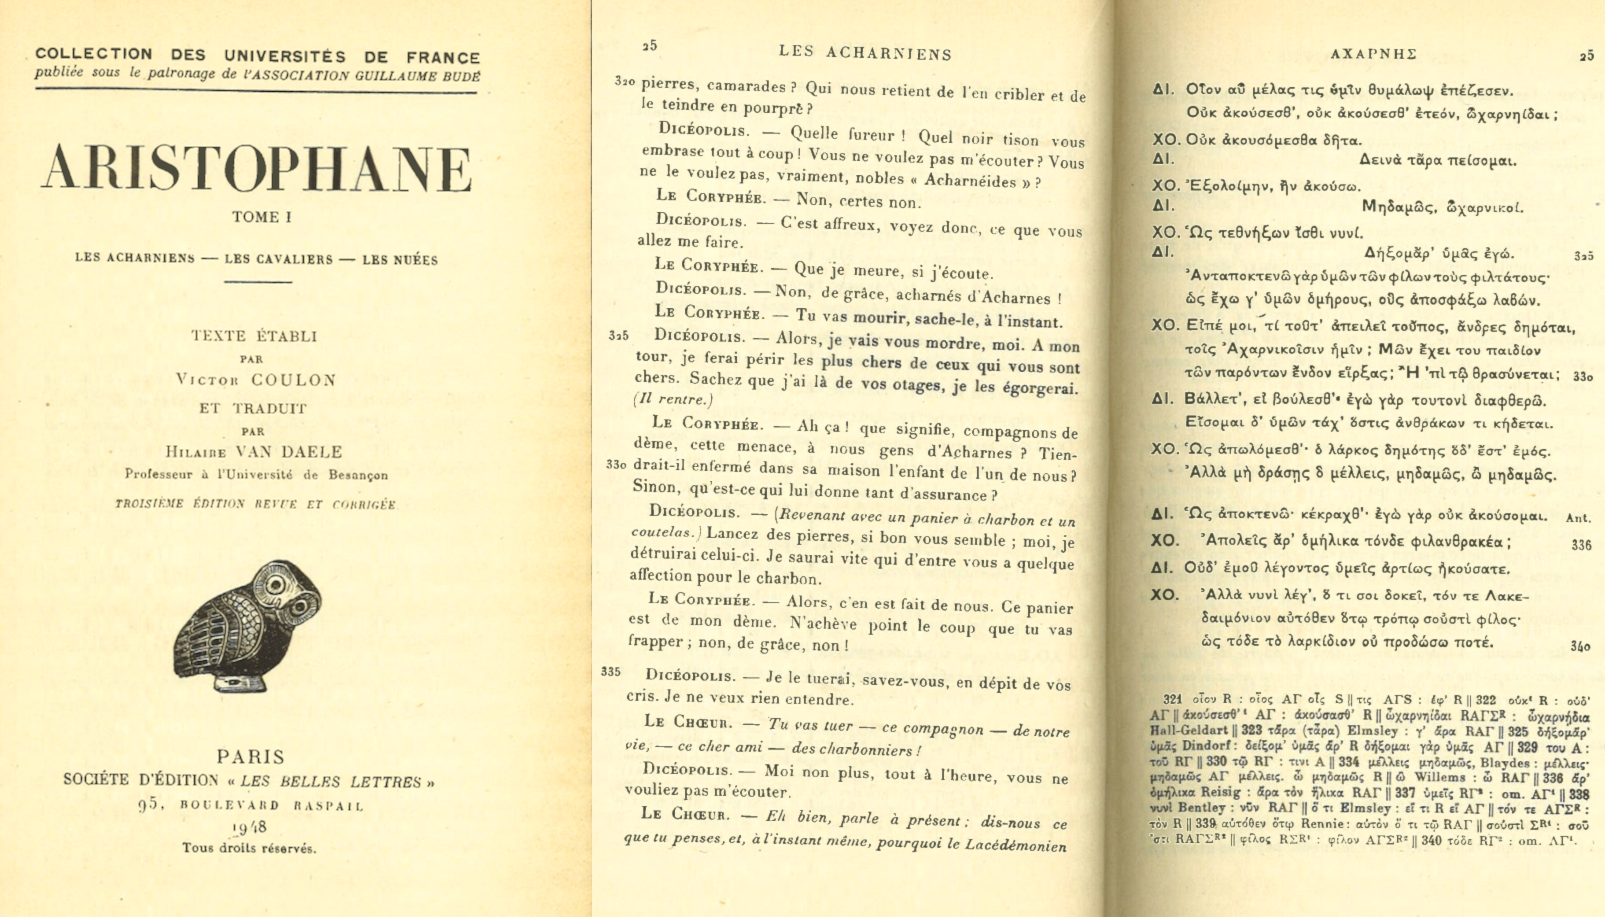 COLLECTION DES UNIVERSITÉS DE FRANCE
publiée sous le patronage de l'ASSOCIATION GUILLAUME BUDÉ
ARISTOPHANE
TOME I
LES ACHARNIENS — LES CAVALIERS — LES NUÉES
TEXTE ÉTABLI
PAR
VICTOR COULON
ET TRADUIT
PAR
HILAIRE VAN DAELE
Professeur à l'Université de Besançon
TROISIÈME ÉDITION REVUE ET CORRIGÉE
PARIS
SOCIÉTE D'ÉDITION « LES BELLES LETTRES »
95, BOULEVARD RASPAIL
1948
Tous droits réservés.
25 LES ACHARNIENS
320 pierres, camarades ? Qui nous retient de l'en cribler et de
le teindre en pourpre ?
DICÉOPOLIS. — Quelle fureur ! Quel noir tison vous
embrase tout à coup ! Vous ne voulez pas m'écouter ? Vous
ne le voulez pas, vraiment, nobles « Acharnéides » ?
LE CORYPHÉE. — Non, certes non.
DICÉOPOLIS. — C'est affreux, voyez donc, ce que vous
allez me faire.
LE CORYPHÉE. — Que je meure, si j'écoute.
DICÉOPOLIS. — Non, de grâce, acharnés d'Acharnes !
LE CORYPHÉE. — Tu vas mourir, sache-le, à l'instant.
325 DICÉOPOLIS. — Alors, je vais vous mordre, moi. A mon
tour, je ferai périr les plus chers de ceux qui vous sont
chers. Sachez que j'ai là de vos otages, je les égorgerai.
(Il rentre.)
LE CORYPHÉE. — Ah ça ! que signifie, compagnons de
dème, cette menace, à nous gens d'Acharnes ? Tien-
330 drait-il enfermé dans sa maison l'enfant de l'un de nous ?
Sinon, qu'est-ce qui lui donne tant d'assurance ?
DICÉOPOLIS. — (Revenant avec un panier à charbon et un
coutelas.) Lancez des pierres, si bon vous semble ; moi, je
détruirai celui-ci. Je saurai vite qui d'entre vous a quelque
affection pour le charbon.
LE CORYPHÉE. — Alors, c'en est fait de nous. Ce panier
est de mon dème. N'achève point le coup que tu vas
frapper ; non, de grâce, non !
335 DICÉOPOLIS. — Je le tuerai, savez-vous, en dépit de vos
cris. Je ne veux rien entendre.
LE CHŒUR. — Tu vas tuer — ce compagnon — de notre
vie, — ce cher ami — des charbonniers !
DICÉOPOLIS. — Moi non plus, tout à l'heure, vous ne
vouliez pas m'écouter.
LE CHŒUR. — Eh bien, parle à présent ; dis-nous ce
que tu penses, et, à l'instant même, pourquoi le Lacédémonien
ΑΧΑΡΝΗΣ 25
ΔΙ. Οἷον αὖ μέλας τις ὑμῖν θυμάλωψ ἐπέζεσεν.
Οὐκ ἀκούσεσθ', οὐκ ἀκούσεσθ' ἐτεόν, ὦχαρνηίδαι ;
ΧΟ. Οὐκ ἀκουσόμεσθα δῆτα.
ΔΙ. Δεινὰ τἄρα πείσομαι.
ΧΟ. Ἐξολοίμην, ἢν ἀκούσω.
ΔΙ. Μηδαμῶς, ὦχαρνικοί.
ΧΟ. Ὡς τεθνήξων ἴσθι νυνί.
ΔΙ. Δήξομἄρ' ὑμᾶς ἐγώ. 325
Ἀνταποκτενῶ γὰρ ὑμῶν τῶν φίλων τοὺς φιλτάτους·
ὡς ἔχω γ' ὑμῶν ὁμήρους, οὓς ἀποσφάξω λαβών.
ΧΟ. Εἰπέ μοι, τί τοῦτ' ἀπειλεῖ τοὖπος, ἄνδρες δημόται,
τοῖς Ἀχαρνικοῖσιν ἡμῖν ; Μῶν ἔχει του παιδίον
τῶν παρόντων ἔνδον εἵρξας ; Ἢ 'πὶ τῷ θρασύνεται ; 330
ΔΙ. Βάλλετ', εἰ βούλεσθ'· ἐγὼ γὰρ τουτονὶ διαφθερῶ.
Εἴσομαι δ' ὑμῶν τάχ' ὅστις ἀνθράκων τι κήδεται.
ΧΟ. Ὡς ἀπωλόμεσθ'· ὁ λάρκος δημότης ὅδ' ἔστ' ἐμός.
Ἀλλὰ μὴ δράσῃς ὃ μέλλεις, μηδαμῶς, ὦ μηδαμῶς.
ΔΙ. Ὡς ἀποκτενῶ· κέκραχθ'· ἐγὼ γὰρ οὐκ ἀκούσομαι. Ant.
ΧΟ. Ἀπολεῖς ἄρ' ὁμήλικα τόνδε φιλανθρακέα ; 336
ΔΙ. Οὐδ' ἐμοῦ λέγοντος ὑμεῖς ἀρτίως ἠκούσατε.
ΧΟ. Ἀλλὰ νυνὶ λέγ', ὅ τι σοι δοκεῖ, τόν τε Λακε-
δαιμόνιον αὐτόθεν ὅτῳ τρόπῳ σοὐστὶ φίλος·
ὡς τόδε τὸ λαρκίδιον οὐ προδώσω ποτέ. 340
321 οἷον R : οἷος ΑΓ οἷς S || τις ΑΓS : ἐφ' R || 322 οὐκ¹ R : οὐδ'
ΑΓ || ἀκούσεσθ'¹ ΑΓ : ἀκούσασθ' R || ὦχαρνηίδαι RΑΓΣᴿ : ὦχαρνῄδια
Hall-Geldart || 323 τἄρα (τἆρα) Elmsley : γ' ἄρα RΑΓ || 325 δήξομἄρ'
ὑμᾶς Dindorf : δείξομ' ὑμᾶς ἄρ' R δήξομαι γὰρ ὑμᾶς ΑΓ || 329 του Α :
τοῦ RΓ || 330 τῷ RΓ : τινι Α || 334 μέλλεις μηδαμῶς, Blaydes : μέλλεις·
μηδαμῶς ΑΓ μέλλεις. ὦ μηδαμῶς R || ὦ Willems : ὢ RΑΓ || 336 ἄρ'
ὁμήλικα Reisig : ἄρα τὸν ἥλικα RΑΓ || 337 ὑμεῖς RΓ² : om. ΑΓ¹ || 338
νυνὶ Bentley : νῦν RΑΓ || ὅ τι Elmsley : εἴ τι R εἴ ΑΓ || τόν τε ΑΓΣᴿ :
τὸν R || 339 αὐτόθεν ὅτῳ Rennie : αὐτὸν ὅ τι τῷ RΑΓ || σοὐστὶ Σᴿ¹ : σοῦ
'στι RΑΓΣᴿ² || φίλος RΣᴿ¹ : φίλον ΑΓΣᴿ² || 340 τόδε RΓ² : om. ΑΓ¹.